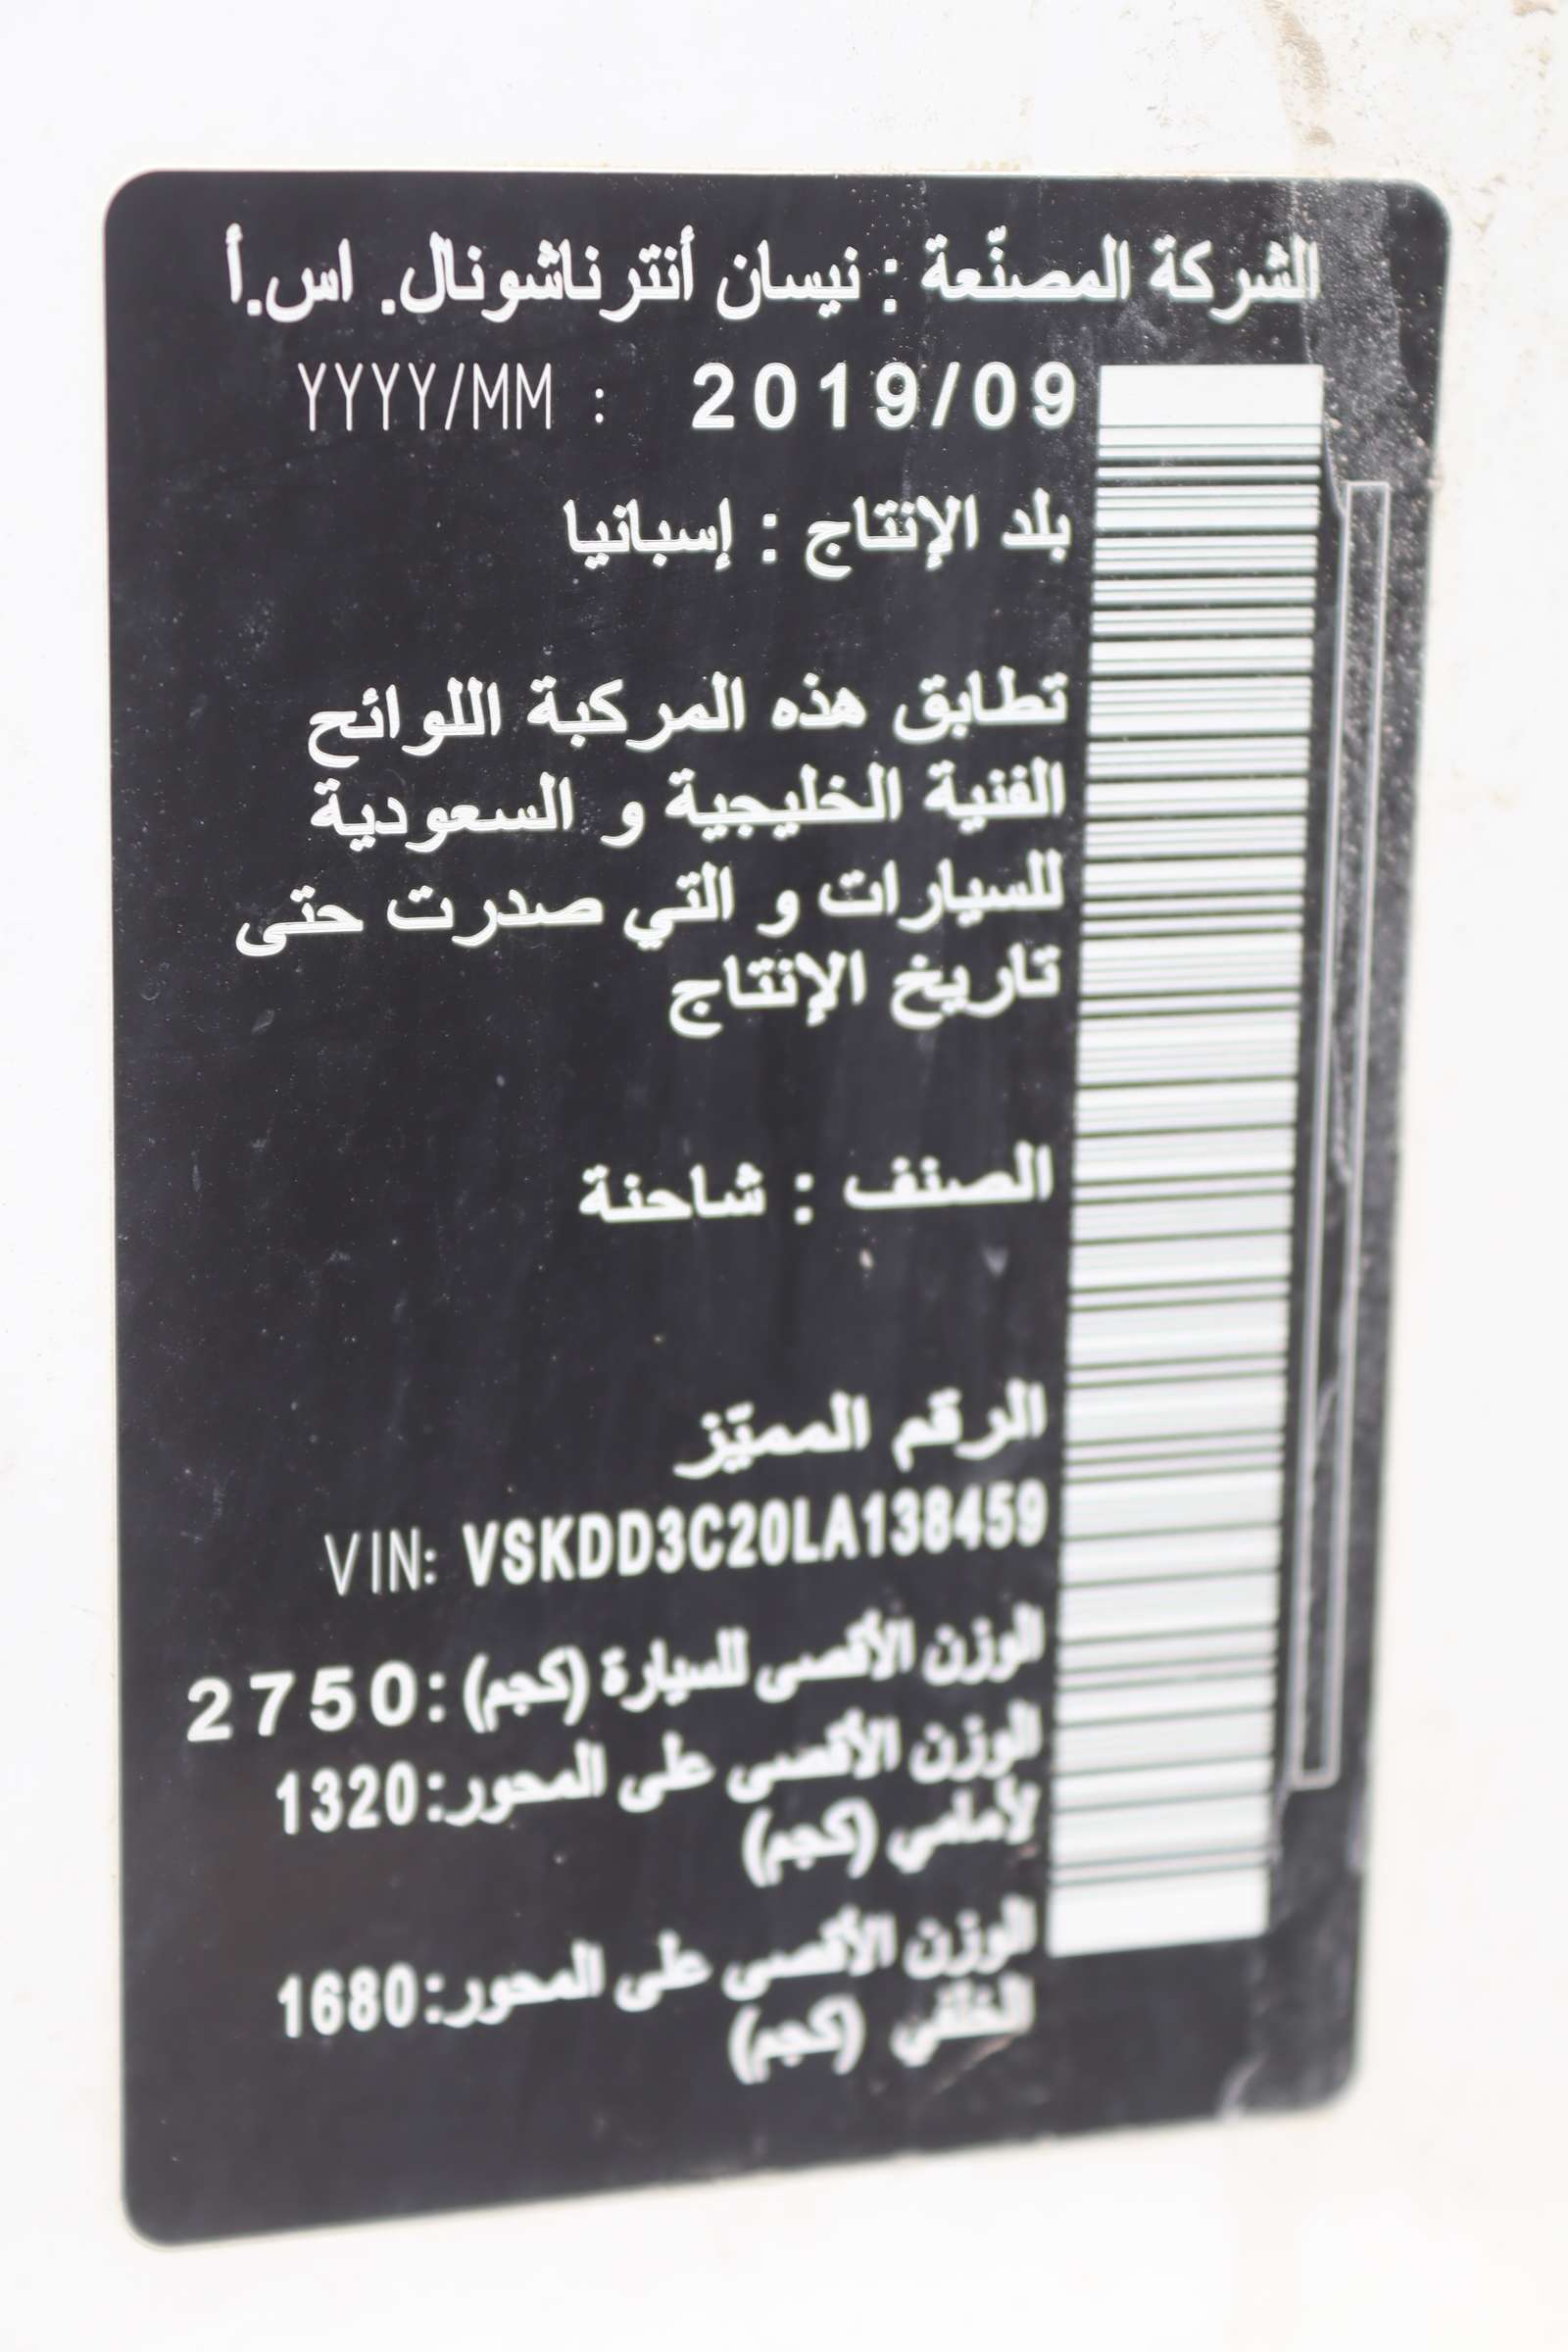 الشركة المصنّعة : نيسان أنترناشونال. اس.أ
YYYY/MM : 2019/09
بلد الإنتاج : إسبانيا
تطابق هذه المركبة اللوائح
الفنية الخليجية و السعودية
للسيارات و التي صدرت حتى
تاريخ الإنتاج
الصنف : شاحنة
الرقم المميّز
VIN: VSKDD3C20LA138459
الوزن الأقصى للسيارة (كجم) :2750
الوزن الأقصى على المحور:1320
لأمامي (كجم)
الوزن الأقصى على المحور:1680
الخلفي (كجم)